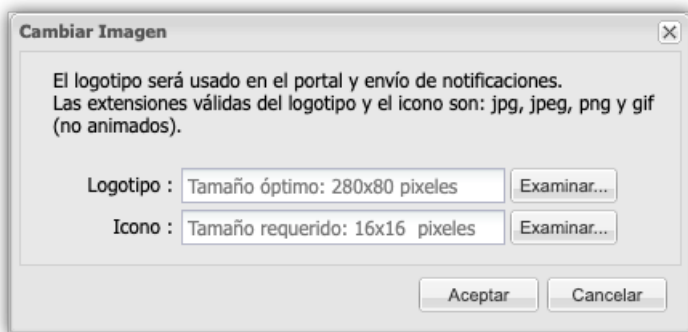 Cambiar Imagen
El logotipo será usado en el portal y envío de notificaciones.
Las extensiones válidas del logotipo y el icono son: jpg, jpeg, png y gif
(no animados).
Logotipo : Tamaño óptimo: 280x80 pixeles Examinar...
Icono : Tamaño requerido: 16x16 pixeles Examinar...
Aceptar Cancelar